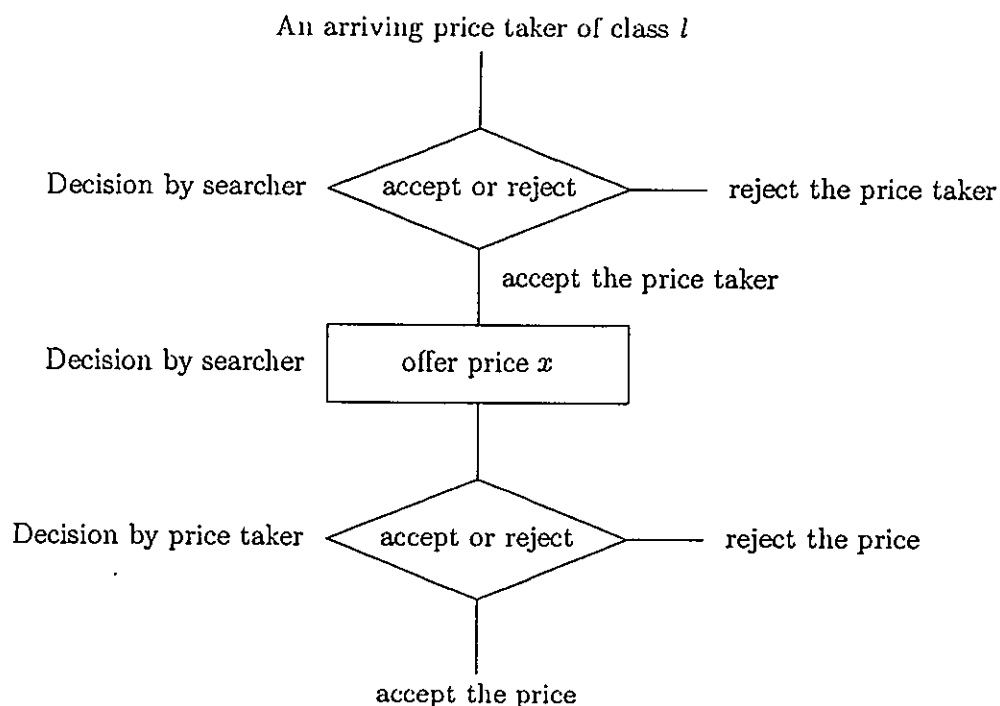 An arriving price taker of class l
Decision by searcher
accept or reject
reject the price taker
accept the price taker
Decision by searcher
offer price x
Decision by price taker
accept or reject
reject the price
accept the price